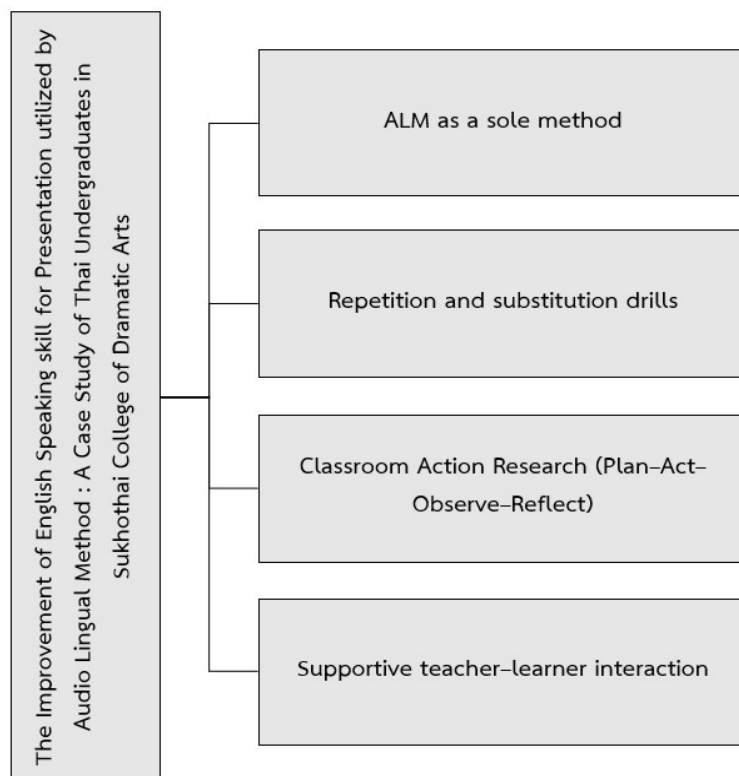 The Improvement of English Speaking skill for Presentation utilized by
Audio Lingual Method : A Case Study of Thai Undergraduates in
Sukhothai College of Dramatic Arts
ALM as a sole method
Repetition and substitution drills
Classroom Action Research (Plan–Act–
Observe–Reflect)
Supportive teacher–learner interaction